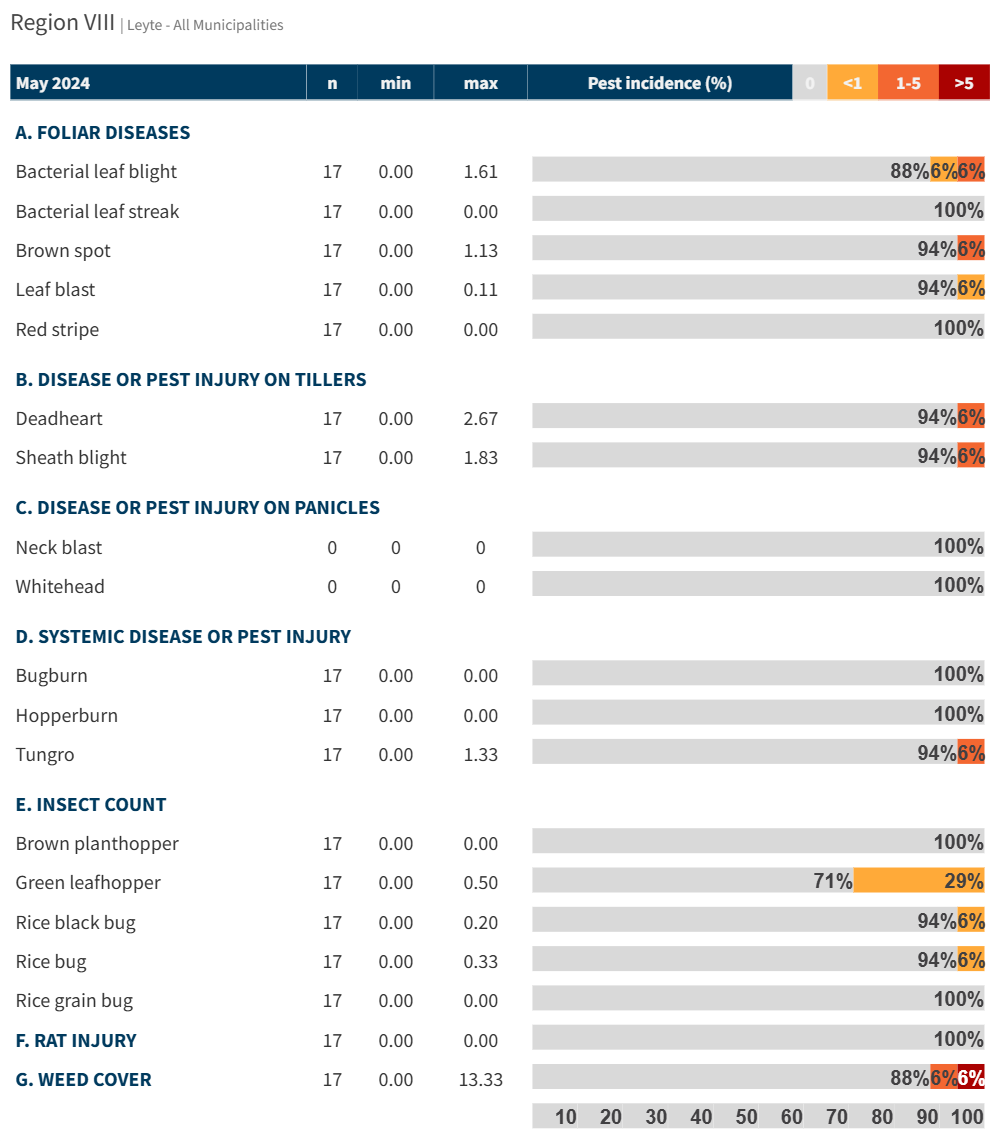 Region VIII | Leyte - All Municipalities
May 2024 n min max Pest incidence (%) 0 <1 1-5 >5
A. FOLIAR DISEASES
Bacterial leaf blight 17 0.00 1.61 88% 6% 6%
Bacterial leaf streak 17 0.00 0.00 100%
Brown spot 17 0.00 1.13 94% 6%
Leaf blast 17 0.00 0.11 94% 6%
Red stripe 17 0.00 0.00 100%
B. DISEASE OR PEST INJURY ON TILLERS
Deadheart 17 0.00 2.67 94% 6%
Sheath blight 17 0.00 1.83 94% 6%
C. DISEASE OR PEST INJURY ON PANICLES
Neck blast 0 0 0 100%
Whitehead 0 0 0 100%
D. SYSTEMIC DISEASE OR PEST INJURY
Bugburn 17 0.00 0.00 100%
Hopperburn 17 0.00 0.00 100%
Tungro 17 0.00 1.33 94% 6%
E. INSECT COUNT
Brown planthopper 17 0.00 0.00 100%
Green leafhopper 17 0.00 0.50 71% 29%
Rice black bug 17 0.00 0.20 94% 6%
Rice bug 17 0.00 0.33 94% 6%
Rice grain bug 17 0.00 0.00 100%
F. RAT INJURY 17 0.00 0.00 100%
G. WEED COVER 17 0.00 13.33 88% 6% 6%
10 20 30 40 50 60 70 80 90 100